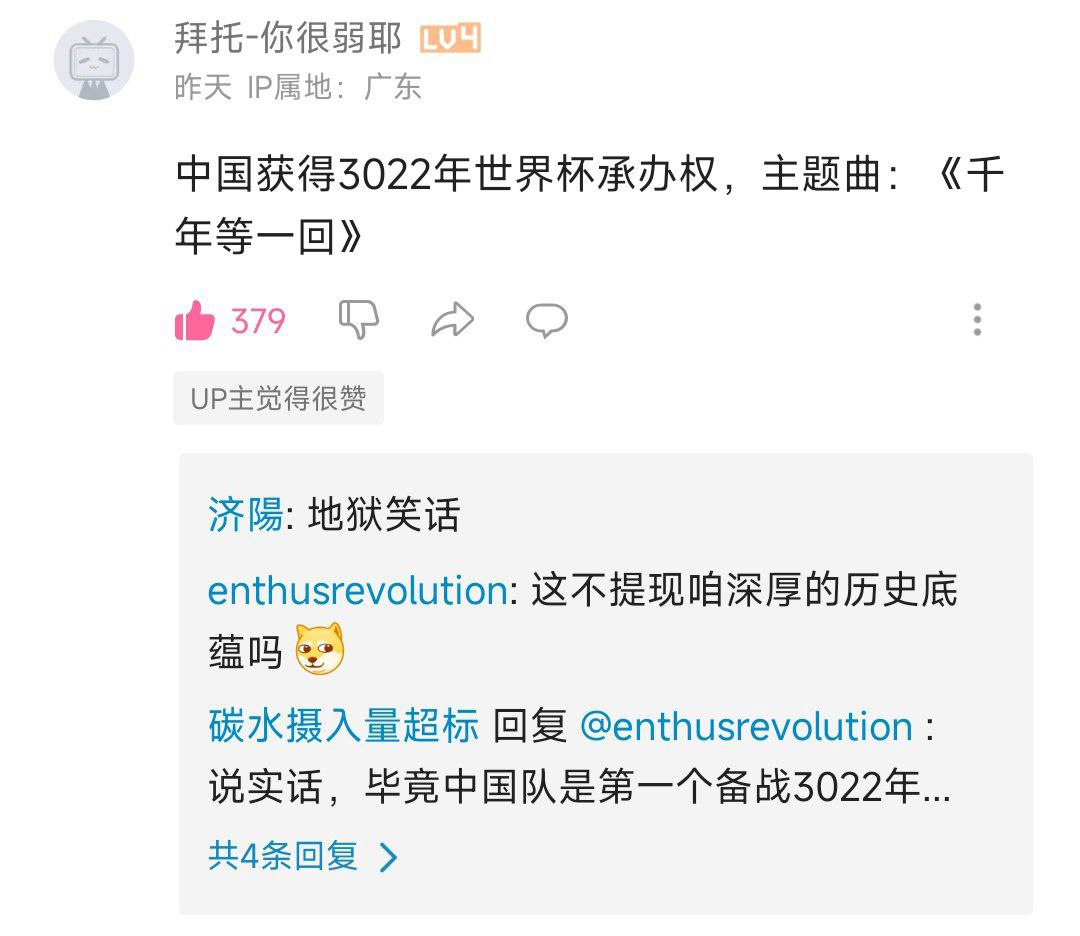 拜托-你很弱耶 LV4
昨天 IP属地：广东
中国获得3022年世界杯承办权，主题曲：《千
年等一回》
379
UP主觉得很赞
济陽: 地狱笑话
enthusrevolution: 这不提现咱深厚的历史底
蕴吗
碳水摄入量超标 回复 @enthusrevolution :
说实话，毕竟中国队是第一个备战3022年...
共4条回复